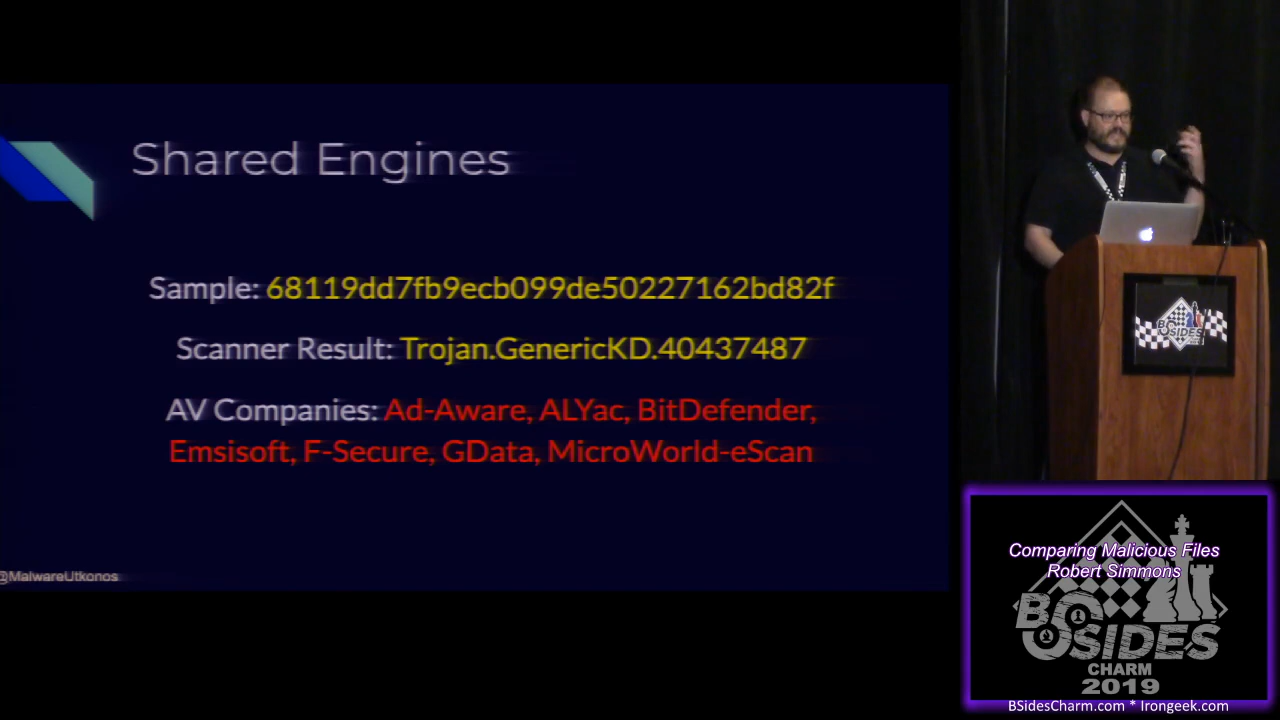 Shared Engines
Sample: 68119dd7fb9ecb099de50227162bd82f
Scanner Result: Trojan.GenericKD.40437487
AV Companies: Ad-Aware, ALYac, BitDefender,
Emsisoft, F-Secure, GData, MicroWorld-eScan
@MalwareUtkonos
BSIDES
Comparing Malicious Files
Robert Simmons
BSIDES
CHARM
2019
BSidesCharm.com * Irongeek.com